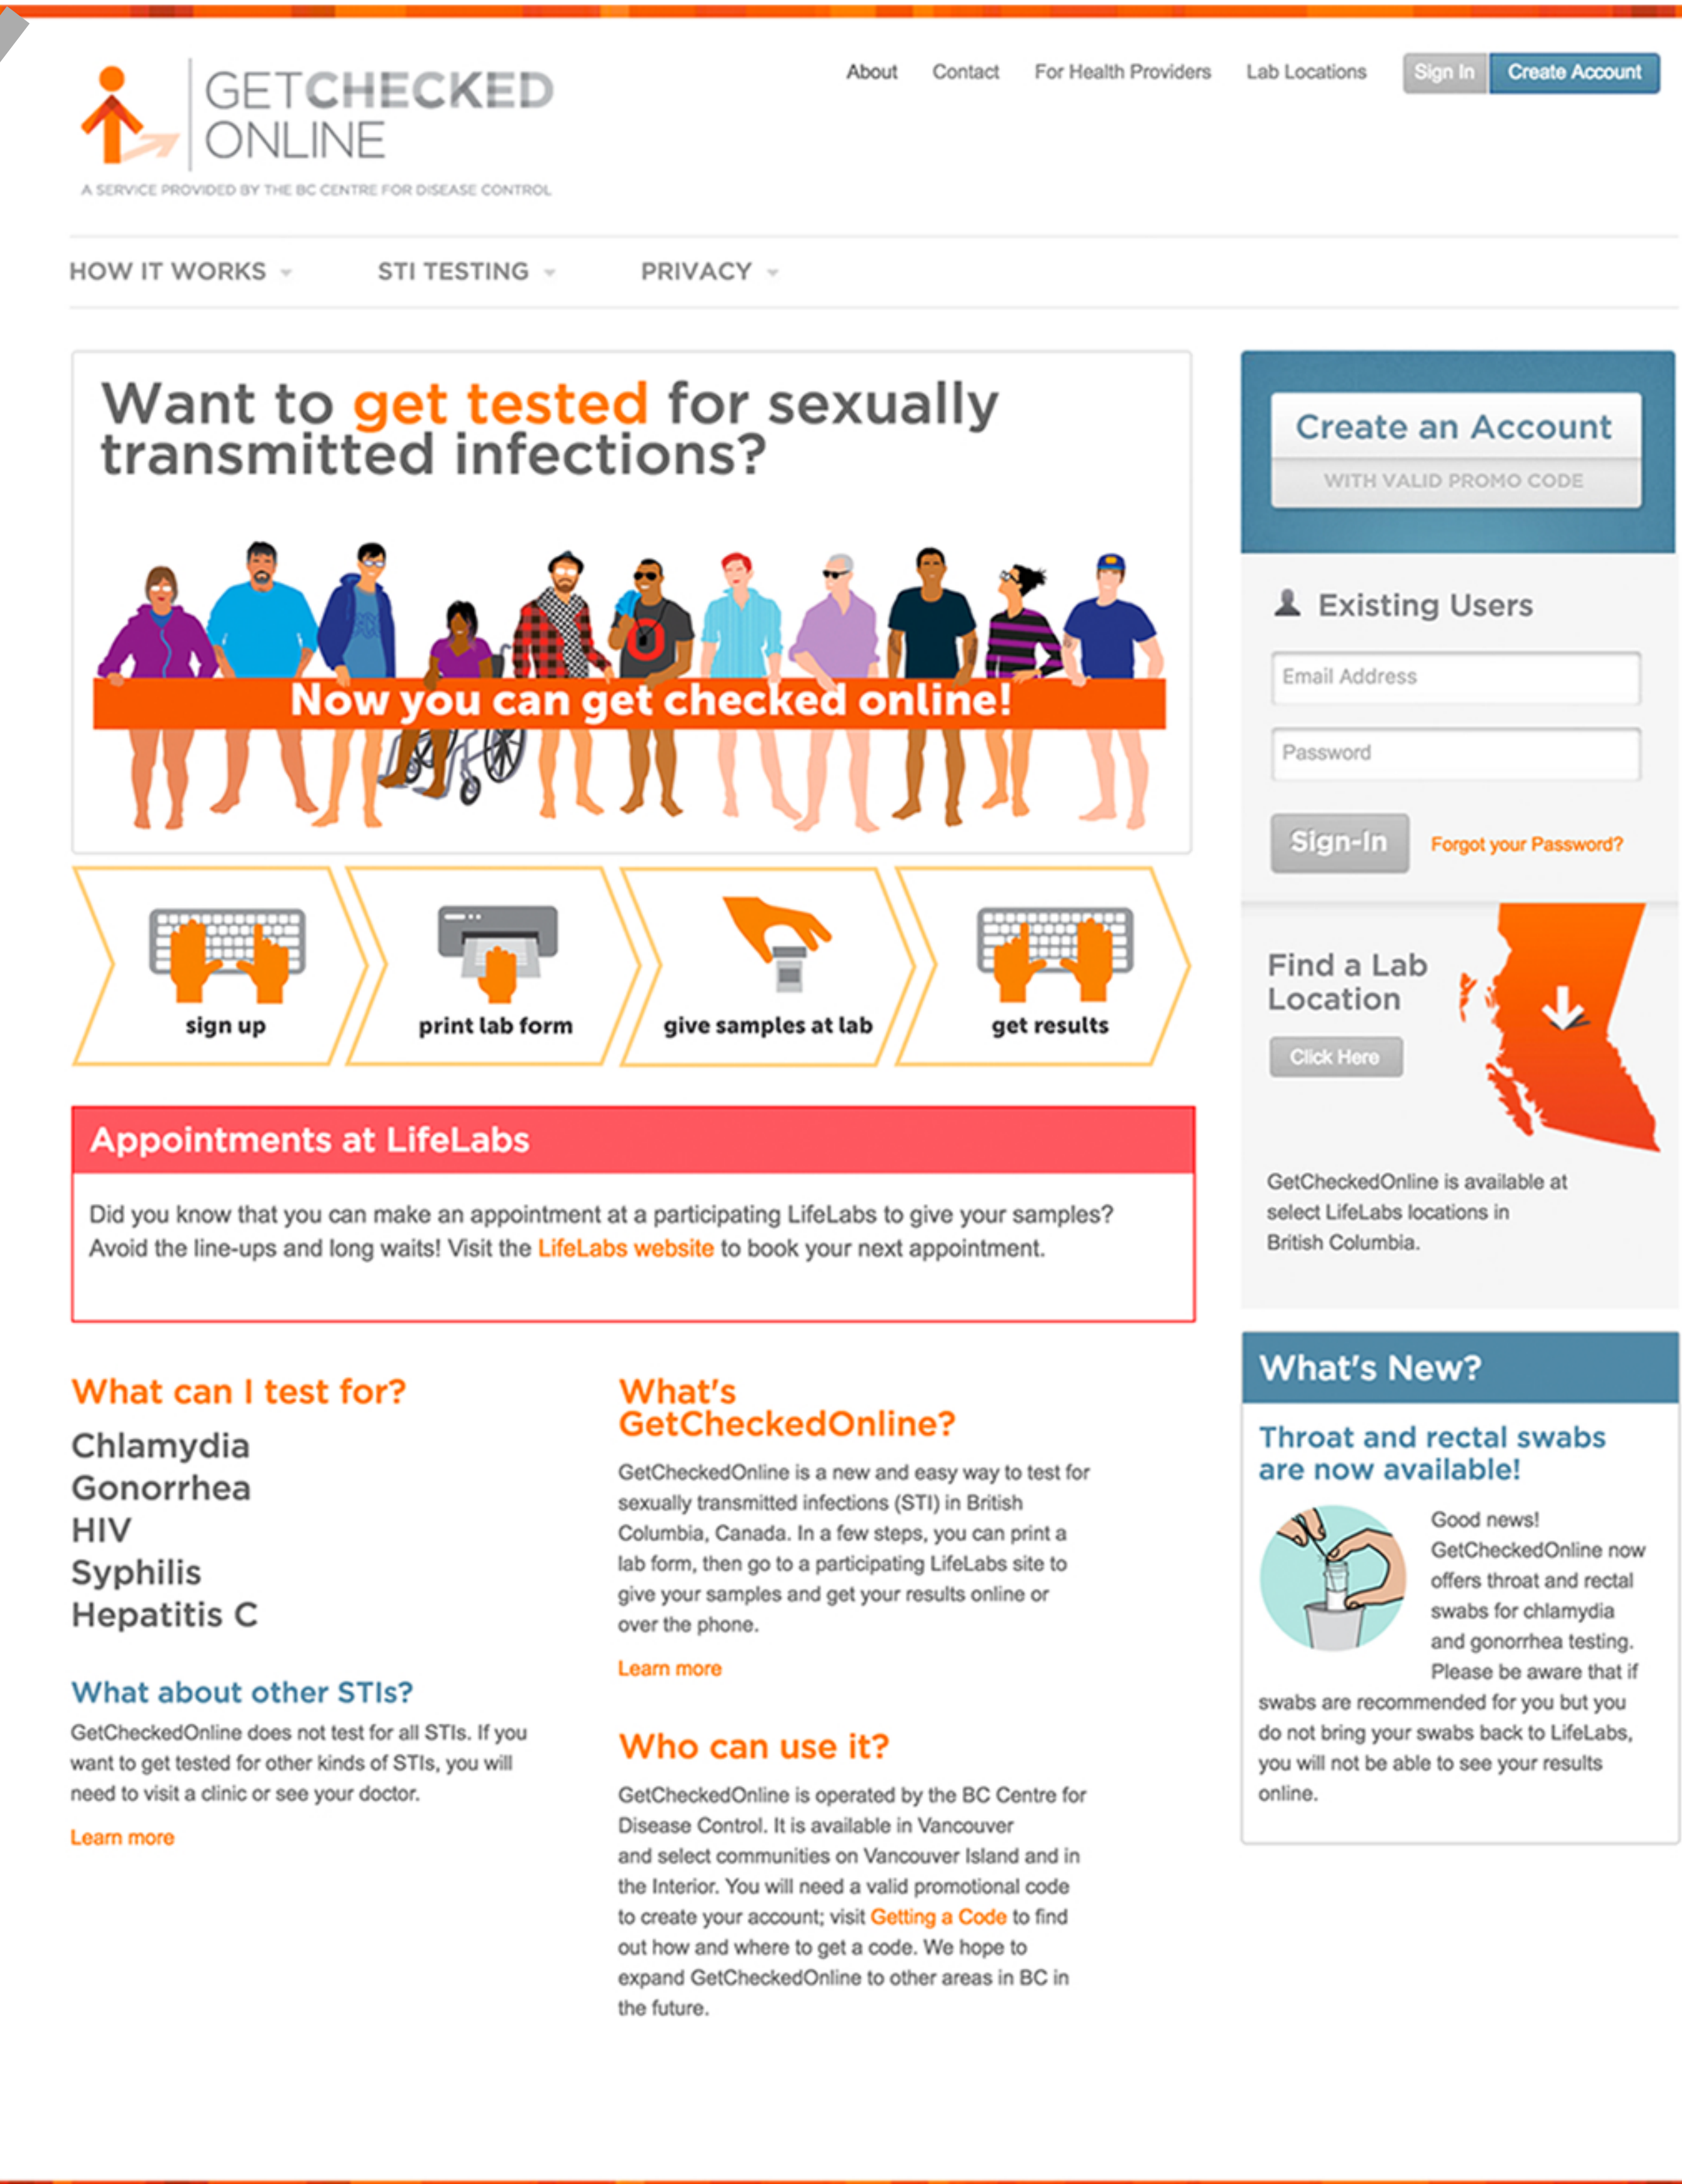 GETCHECKED
ONLINE
A SERVICE PROVIDED BY THE BC CENTRE FOR DISEASE CONTROL
About Contact For Health Providers Lab Locations Sign In Create Account
HOW IT WORKS STI TESTING PRIVACY
Want to get tested for sexually
transmitted infections?
Now you can get checked online!
sign up
print lab form
give samples at lab
get results
Create an Account
WITH VALID PROMO CODE
Existing Users
Email Address
Password
Sign-In Forgot your Password?
Find a Lab
Location
Click Here
GetCheckedOnline is available at
select LifeLabs locations in
British Columbia.
Appointments at LifeLabs
Did you know that you can make an appointment at a participating LifeLabs to give your samples?
Avoid the line-ups and long waits! Visit the LifeLabs website to book your next appointment.
What can I test for?
Chlamydia
Gonorrhea
HIV
Syphilis
Hepatitis C
What about other STIs?
GetCheckedOnline does not test for all STIs. If you
want to get tested for other kinds of STIs, you will
need to visit a clinic or see your doctor.
Learn more
What's
GetCheckedOnline?
GetCheckedOnline is a new and easy way to test for
sexually transmitted infections (STI) in British
Columbia, Canada. In a few steps, you can print a
lab form, then go to a participating LifeLabs site to
give your samples and get your results online or
over the phone.
Learn more
Who can use it?
GetCheckedOnline is operated by the BC Centre for
Disease Control. It is available in Vancouver
and select communities on Vancouver Island and in
the Interior. You will need a valid promotional code
to create your account; visit Getting a Code to find
out how and where to get a code. We hope to
expand GetCheckedOnline to other areas in BC in
the future.
What's New?
Throat and rectal swabs
are now available!
Good news!
GetCheckedOnline now
offers throat and rectal
swabs for chlamydia
and gonorrhea testing.
Please be aware that if
swabs are recommended for you but you
do not bring your swabs back to LifeLabs,
you will not be able to see your results
online.